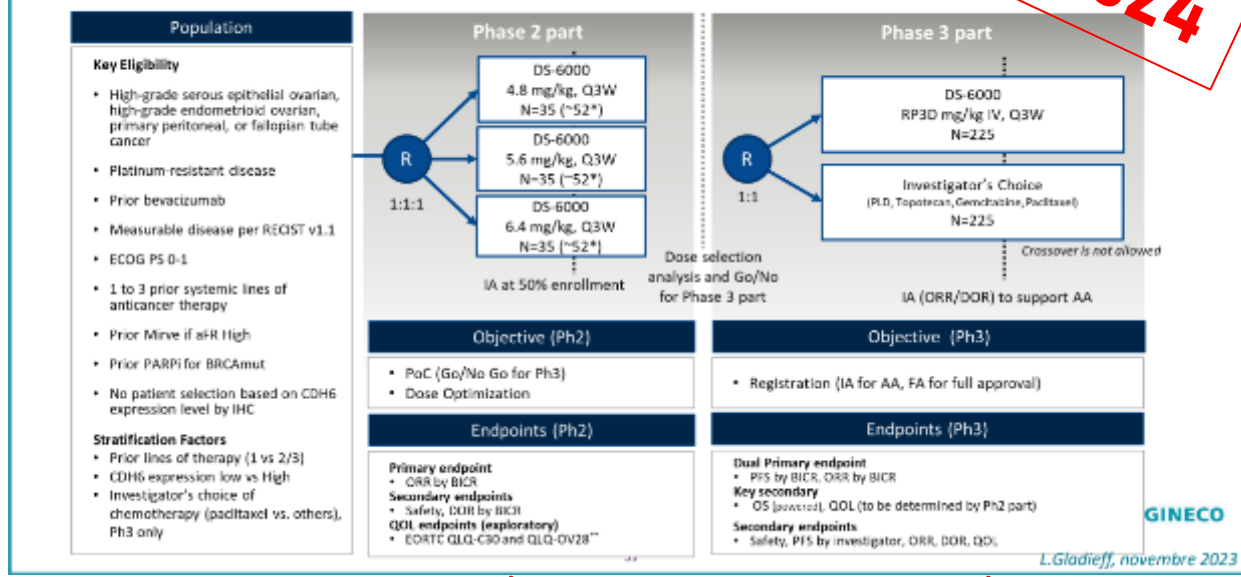 Population
Key Eligibility
• High-grade serous epithelial ovarian,
high-grade endometrioid ovarian,
primary peritoneal, or fallopian tube
cancer
• Platinum-resistant disease
• Prior bevacizumab
• Measurable disease per RECIST v1.1
• ECOG PS 0-1
• 1 to 3 prior systemic lines of
anticancer therapy
• Prior Mirve if aFR High
• Prior PARPi for BRCAmut
• No patient selection based on CDH6
expression level by IHC
Stratification Factors
• Prior lines of therapy (1 vs 2/3)
• CDH6 expression low vs High
• Investigator's choice of
chemotherapy (paclitaxel vs. others),
Ph3 only
Phase 2 part
R
1:1:1
DS-6000
4.8 mg/kg, Q3W
N=35 (~52*)
DS-6000
5.6 mg/kg, Q3W
N=35 (~52*)
DS-6000
6.4 mg/kg, Q3W
N=35 (~52*)
IA at 50% enrollment
Dose selection
analysis and Go/No
for Phase 3 part
Objective (Ph2)
• PoC (Go/No Go for Ph3)
• Dose Optimization
Endpoints (Ph2)
Primary endpoint
• ORR by BICR
Secondary endpoints
• Safety, DOR by BICR
QOL endpoints (exploratory)
• EORTC QLQ-C30 and QLQ-OV28**
Phase 3 part
R
1:1
DS-6000
RP3D mg/kg IV, Q3W
N=225
Investigator's Choice
(PLD, Topotecan, Gemcitabine, Paclitaxel)
N=225
Crossover is not allowed
IA (ORR/DOR) to support AA
Objective (Ph3)
• Registration (IA for AA, FA for full approval)
Endpoints (Ph3)
Dual Primary endpoint
• PFS by BICR, ORR by BICR
Key secondary
• OS (powered), QOL (to be determined by Ph2 part)
Secondary endpoints
• Safety, PFS by investigator, ORR, DOR, QOL
GINECO
L.Gladieff, novembre 2023